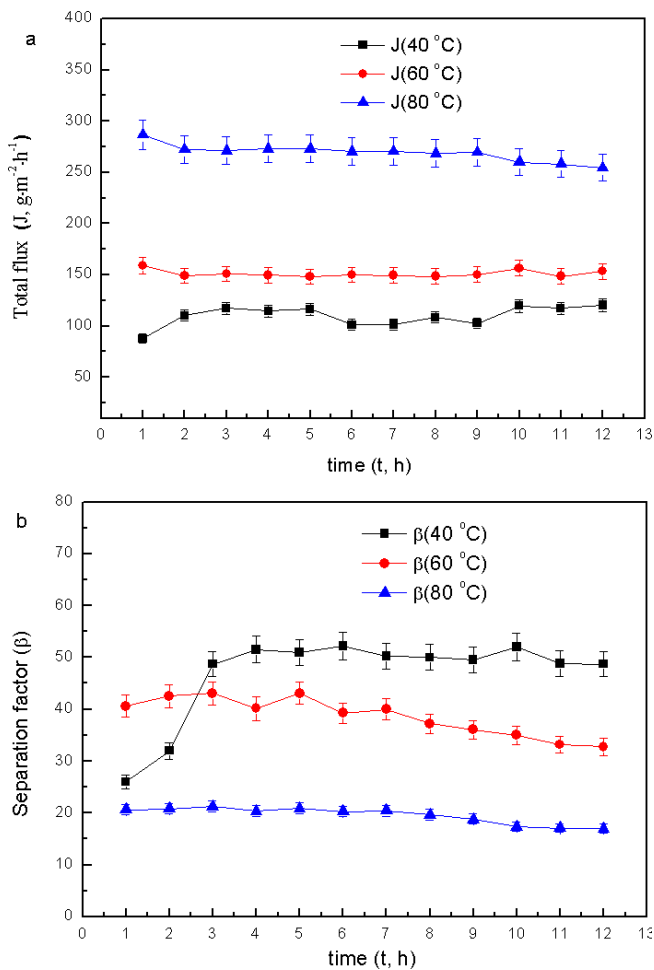 a
400
350
300
250
200
150
100
50
Total flux (J, g·m-2·h-1)
J(40 °C)
J(60 °C)
J(80 °C)
0 1 2 3 4 5 6 7 8 9 10 11 12 13
time (t, h)
b
80
70
60
50
40
30
20
10
0
Separation factor (β)
β(40 °C)
β(60 °C)
β(80 °C)
0 1 2 3 4 5 6 7 8 9 10 11 12 13
time (t, h)